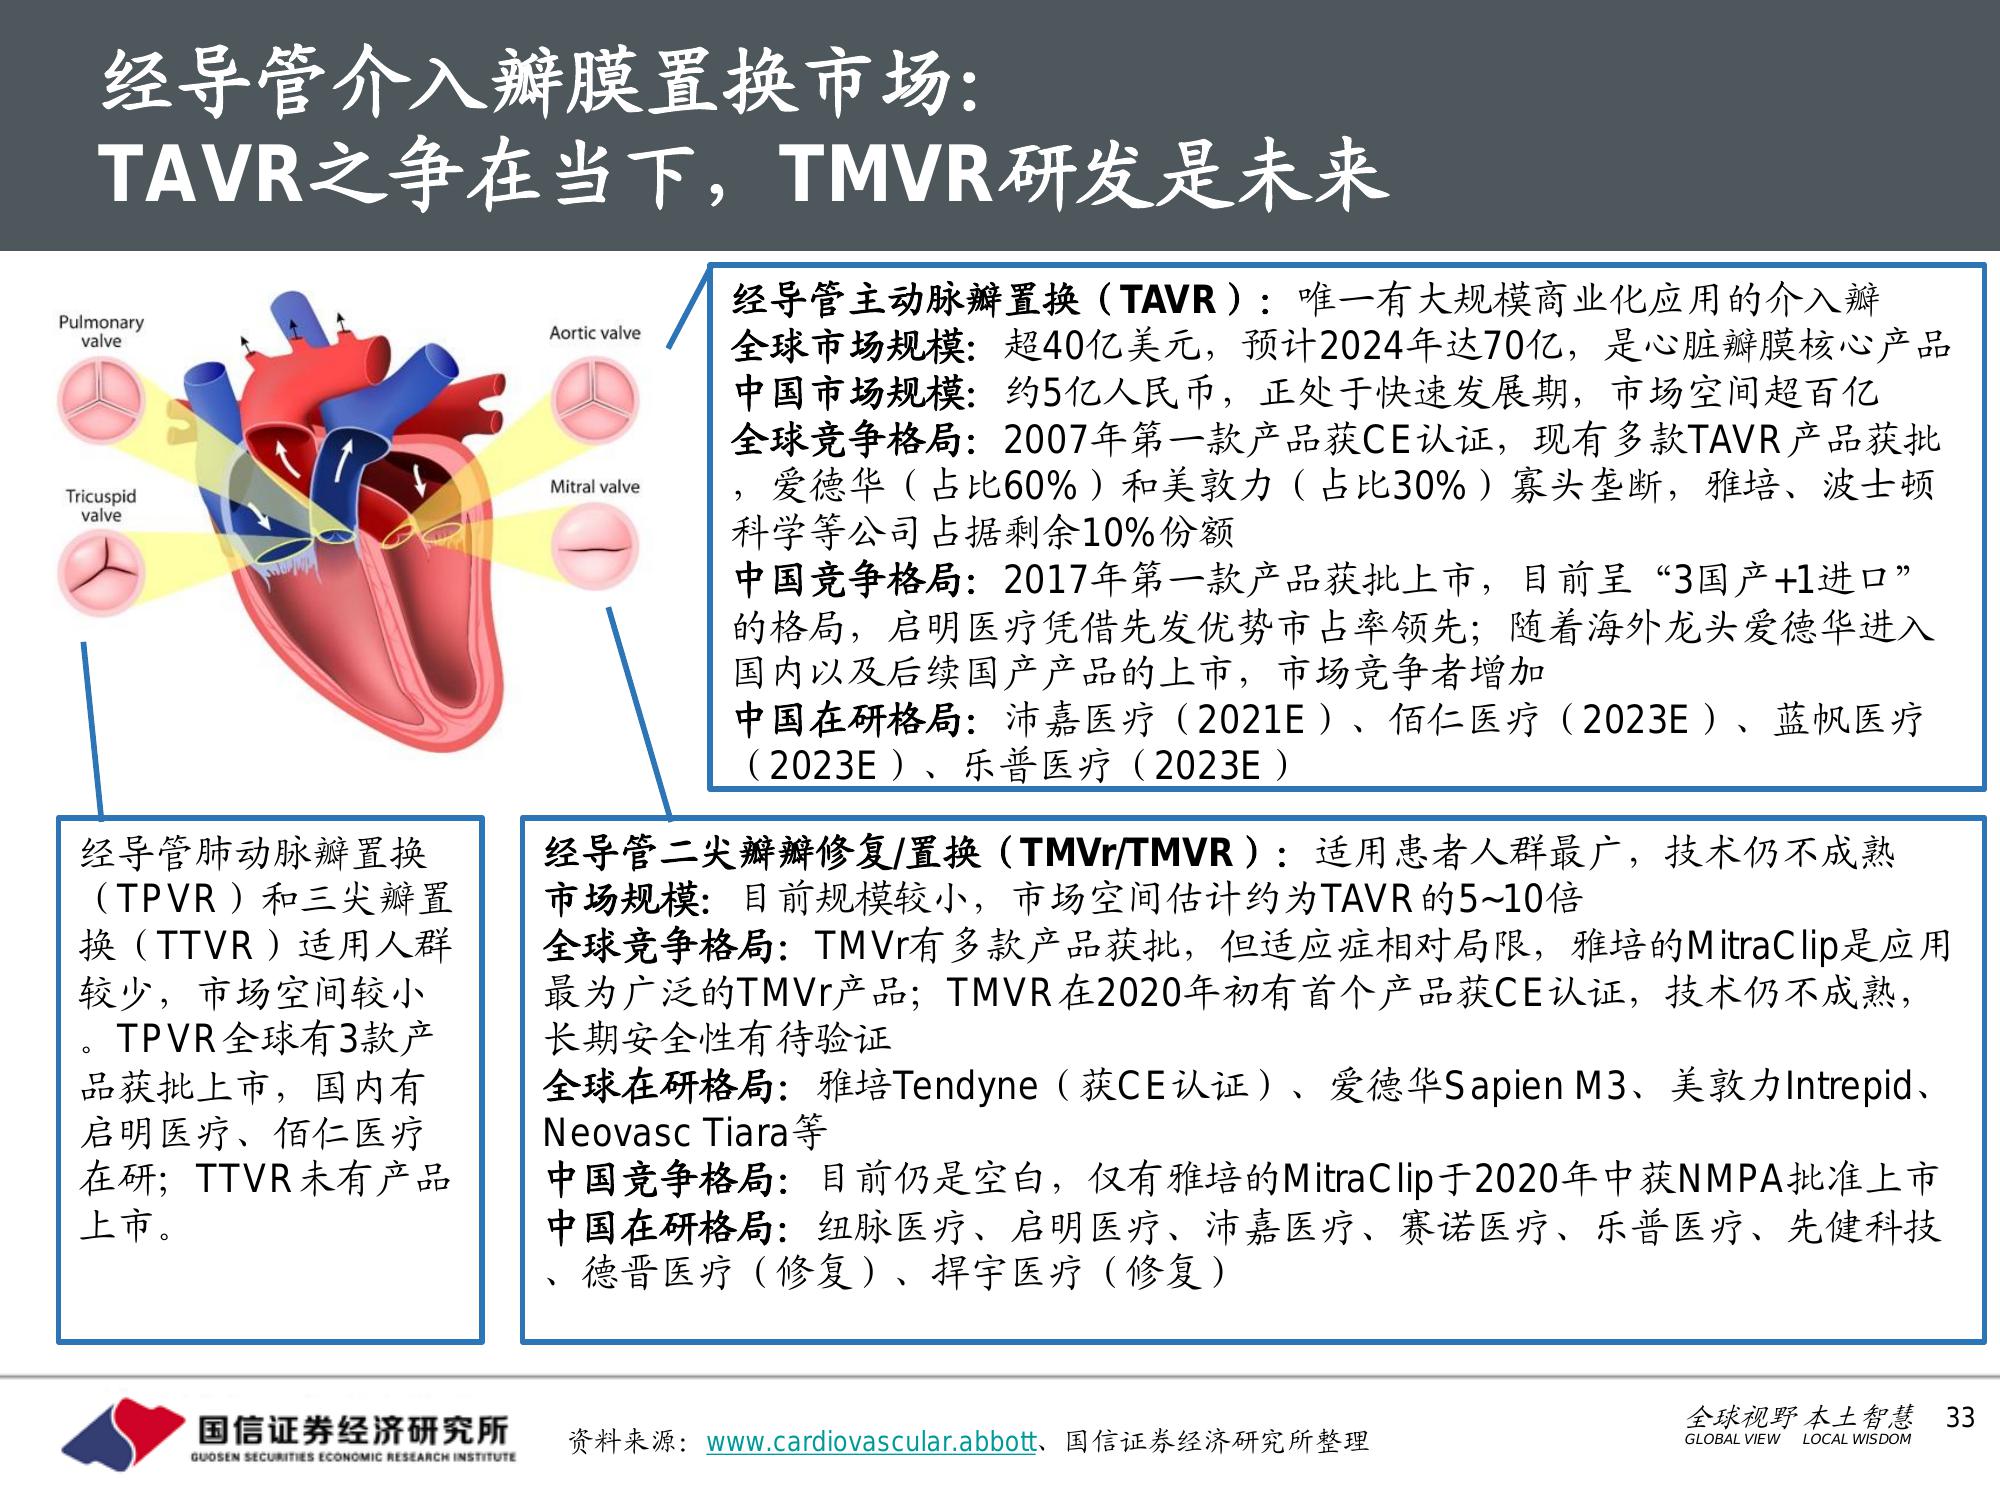 经导管介入瓣膜置换市场：
TAVR之争在当下，TMVR研发是未来
Pulmonary
valve
Aortic valve
Tricuspid
valve
Mitral valve
经导管主动脉瓣置换（TAVR）：唯一有大规模商业化应用的介入瓣
全球市场规模：超40亿美元，预计2024年达70亿，是心脏瓣膜核心产品
中国市场规模：约5亿人民币，正处于快速发展期，市场空间超百亿
全球竞争格局：2007年第一款产品获CE认证，现有多款TAVR产品获批
，爱德华（占比60%）和美敦力（占比30%）寡头垄断，雅培、波士顿
科学等公司占据剩余10%份额
中国竞争格局：2017年第一款产品获批上市，目前呈“3国产+1进口”
的格局，启明医疗凭借先发优势市占率领先；随着海外龙头爱德华进入
国内以及后续国产产品的上市，市场竞争者增加
中国在研格局：沛嘉医疗（2021E）、佰仁医疗（2023E）、蓝帆医疗
（2023E）、乐普医疗（2023E）
经导管肺动脉瓣置换
（TPVR）和三尖瓣置
换（TTVR）适用人群
较少，市场空间较小
。TPVR全球有3款产
品获批上市，国内有
启明医疗、佰仁医疗
在研；TTVR未有产品
上市。
经导管二尖瓣瓣修复/置换（TMVr/TMVR）：适用患者人群最广，技术仍不成熟
市场规模：目前规模较小，市场空间估计约为TAVR的5~10倍
全球竞争格局：TMVr有多款产品获批，但适应症相对局限，雅培的MitraClip是应用
最为广泛的TMVr产品；TMVR在2020年初有首个产品获CE认证，技术仍不成熟，
长期安全性有待验证
全球在研格局：雅培Tendyne（获CE认证）、爱德华Sapien M3、美敦力Intrepid、
Neovasc Tiara等
中国竞争格局：目前仍是空白，仅有雅培的MitraClip于2020年中获NMPA批准上市
中国在研格局：纽脉医疗、启明医疗、沛嘉医疗、赛诺医疗、乐普医疗、先健科技
、德晋医疗（修复）、捍宇医疗（修复）
国信证券经济研究所
GUOSEN SECURITIES ECONOMIC RESEARCH INSTITUTE
资料来源：www.cardiovascular.abbott、国信证券经济研究所整理
全球视野 本土智慧
GLOBAL VIEW LOCAL WISDOM
33